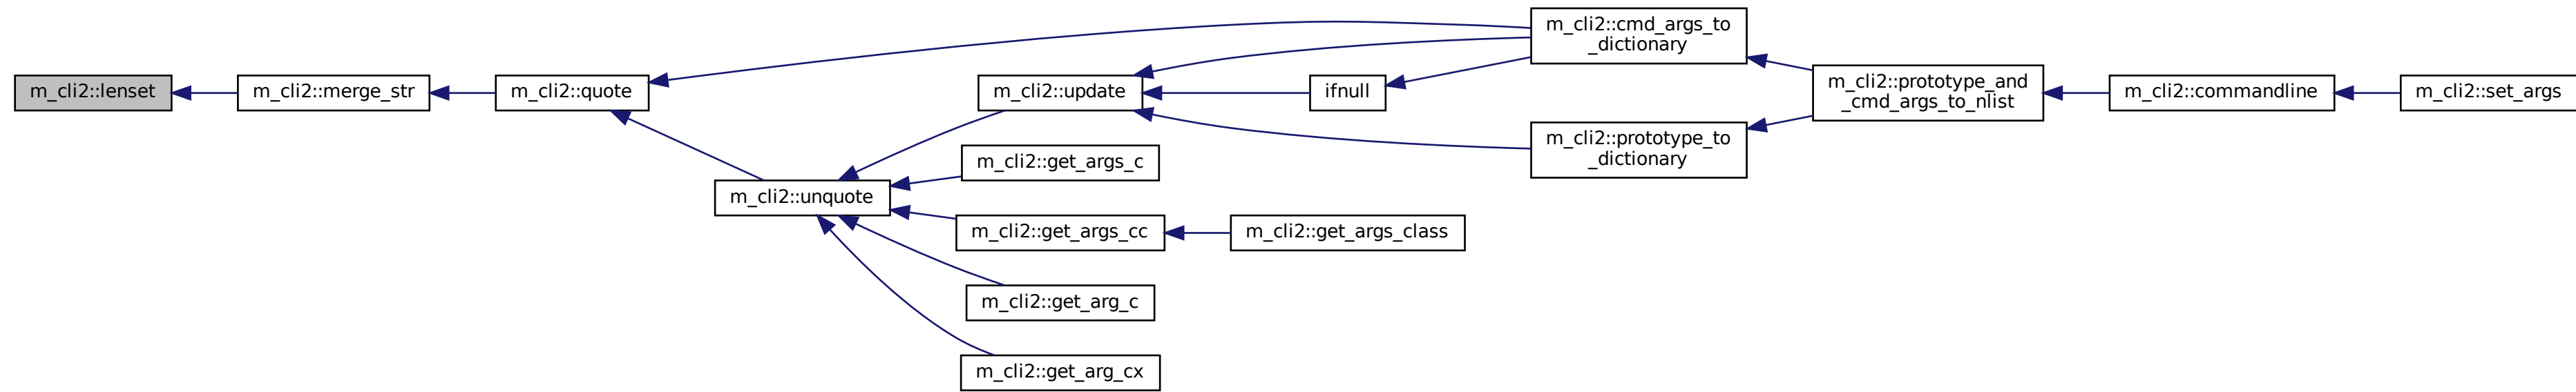 m_cli2::lenset
m_cli2::merge_str
m_cli2::quote
m_cli2::cmd_args_to
_dictionary
m_cli2::update
ifnull
m_cli2::prototype_to
_dictionary
m_cli2::prototype_and
_cmd_args_to_nlist
m_cli2::commandline
m_cli2::set_args
m_cli2::unquote
m_cli2::get_args_c
m_cli2::get_args_cc
m_cli2::get_args_class
m_cli2::get_arg_c
m_cli2::get_arg_cx